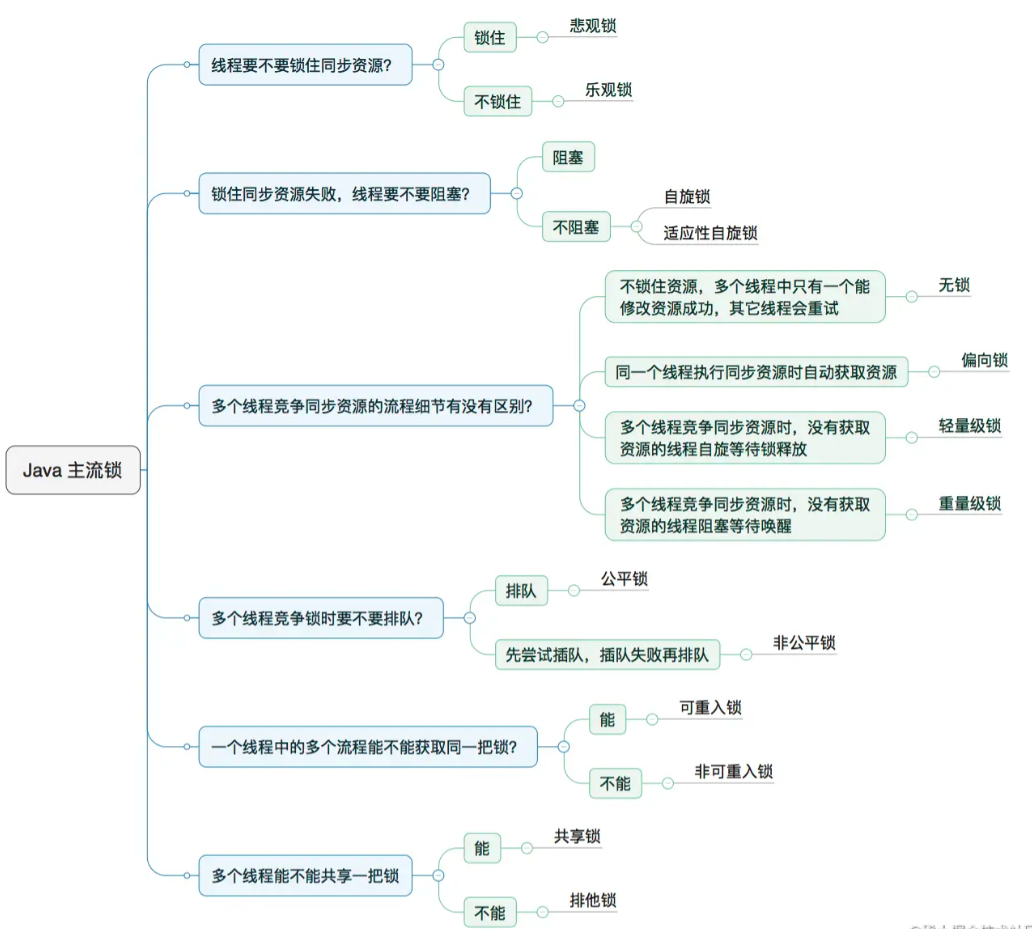 线程要不要锁住同步资源?
锁住
悲观锁
不锁住
乐观锁
锁住同步资源失败，线程要不要阻塞?
阻塞
不阻塞
自旋锁
适应性自旋锁
Java 主流锁
多个线程竞争同步资源的流程细节有没有区别?
不锁住资源，多个线程中只有一个能
修改资源成功，其它线程会重试
无锁
同一个线程执行同步资源时自动获取资源
偏向锁
多个线程竞争同步资源时，没有获取
资源的线程自旋等待锁释放
轻量级锁
多个线程竞争同步资源时，没有获取
资源的线程阻塞等待唤醒
重量级锁
多个线程竞争锁时要不要排队?
排队
公平锁
先尝试插队，插队失败再排队
非公平锁
一个线程中的多个流程能不能获取同一把锁?
能
可重入锁
不能
非可重入锁
多个线程能不能共享一把锁
能
共享锁
不能
排他锁